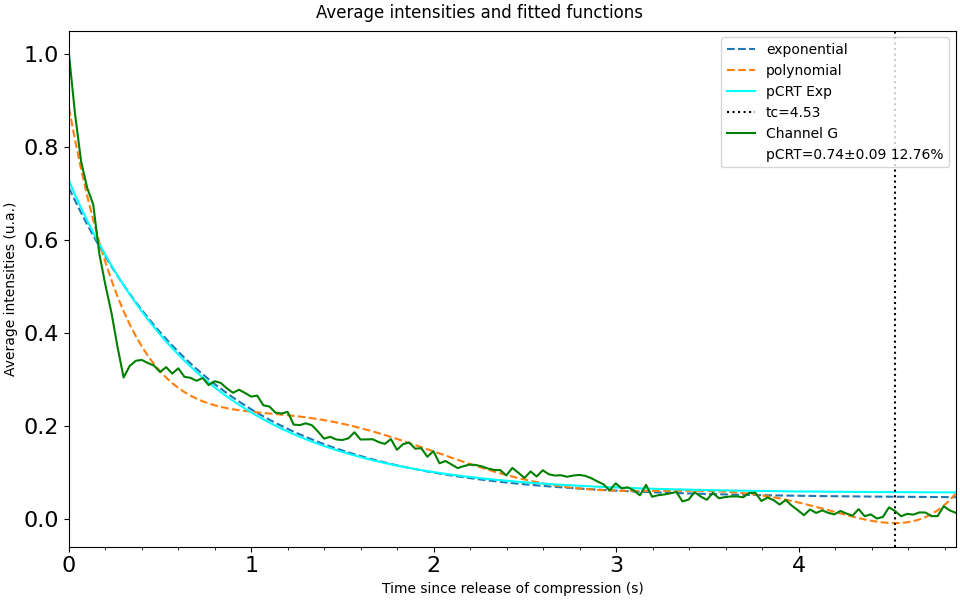 Average intensities and fitted functions
exponential
polynomial
pCRT Exp
tc=4.53
Channel G
pCRT=0.74±0.09 12.76%
Average intensities (u.a.)
1.0
0.8
0.6
0.4
0.2
0.0
0 1 2 3 4
Time since release of compression (s)